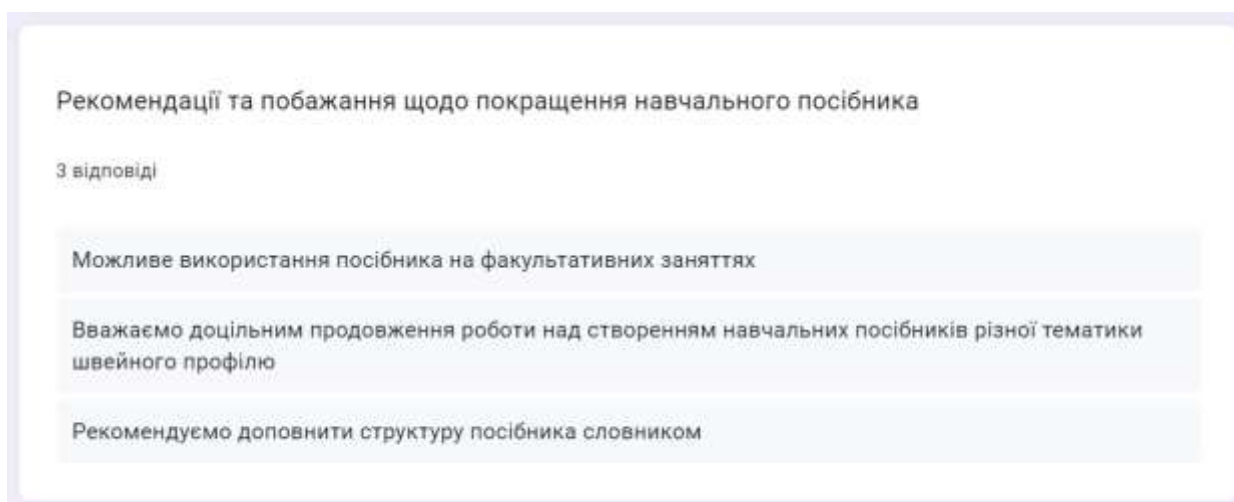 Рекомендації та побажання щодо покращення навчального посібника
3 відповіді
Можливе використання посібника на факультативних заняттях
Вважаємо доцільним продовження роботи над створенням навчальних посібників різної тематики
швейного профілю
Рекомендуємо доповнити структуру посібника словником